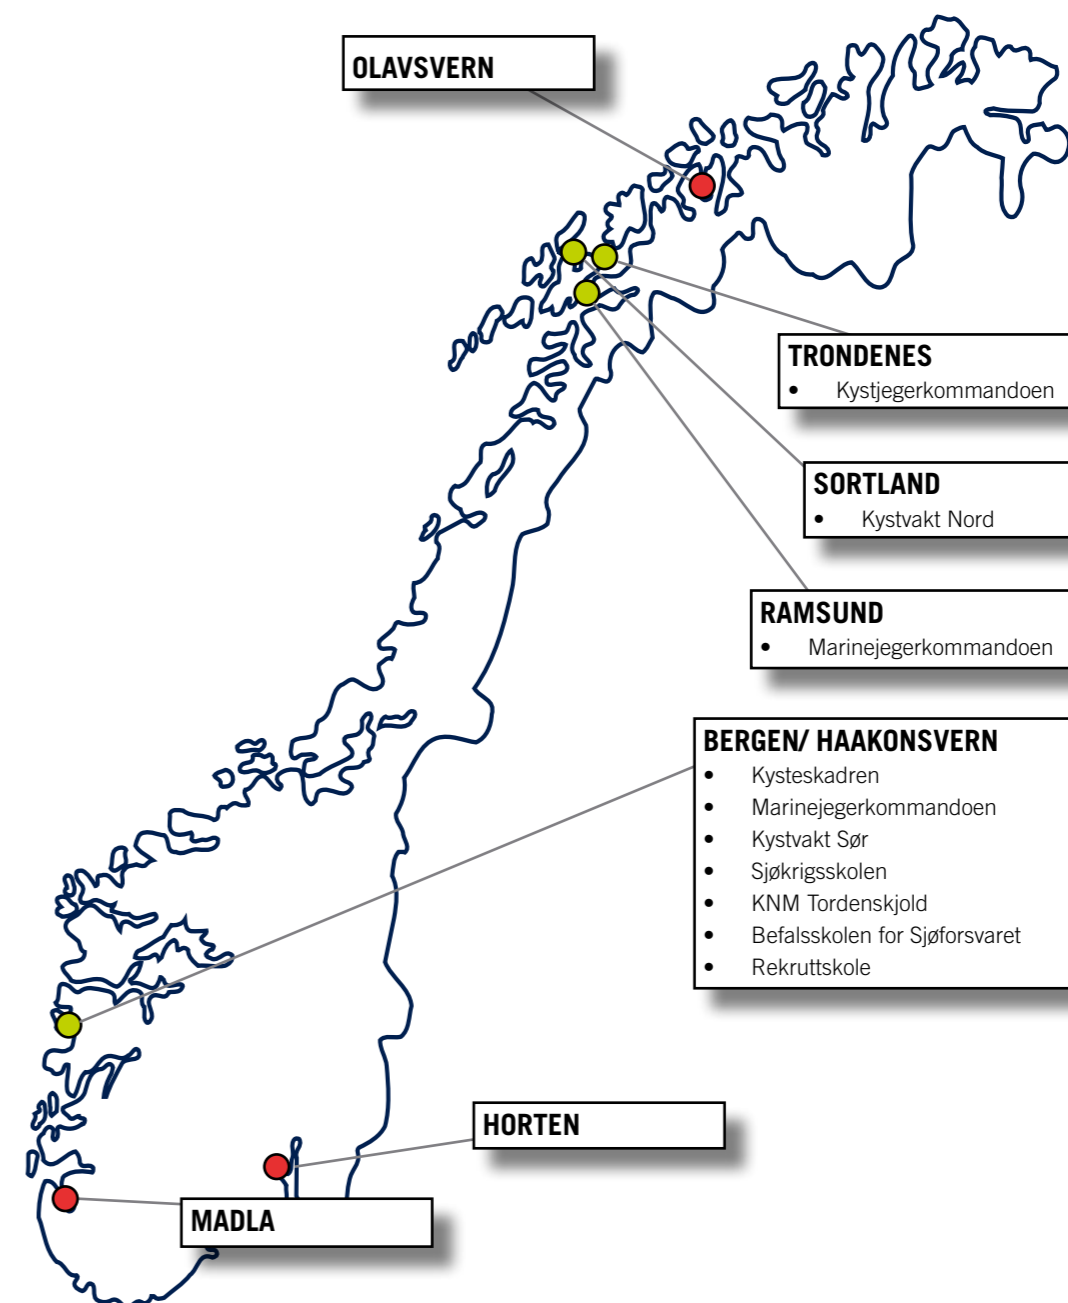 OLAVSVERN
TRONDENES
• Kystjegerkommandoen
SORTLAND
• Kystvakt Nord
RAMSUND
• Marinejegerkommandoen
BERGEN/ HAAKONSVERN
• Kysteskadren
• Marinejegerkommandoen
• Kystvakt Sør
• Sjøkrigsskolen
• KNM Tordenskjold
• Befalsskolen for Sjøforsvaret
• Rekruttskole
HORTEN
MADLA